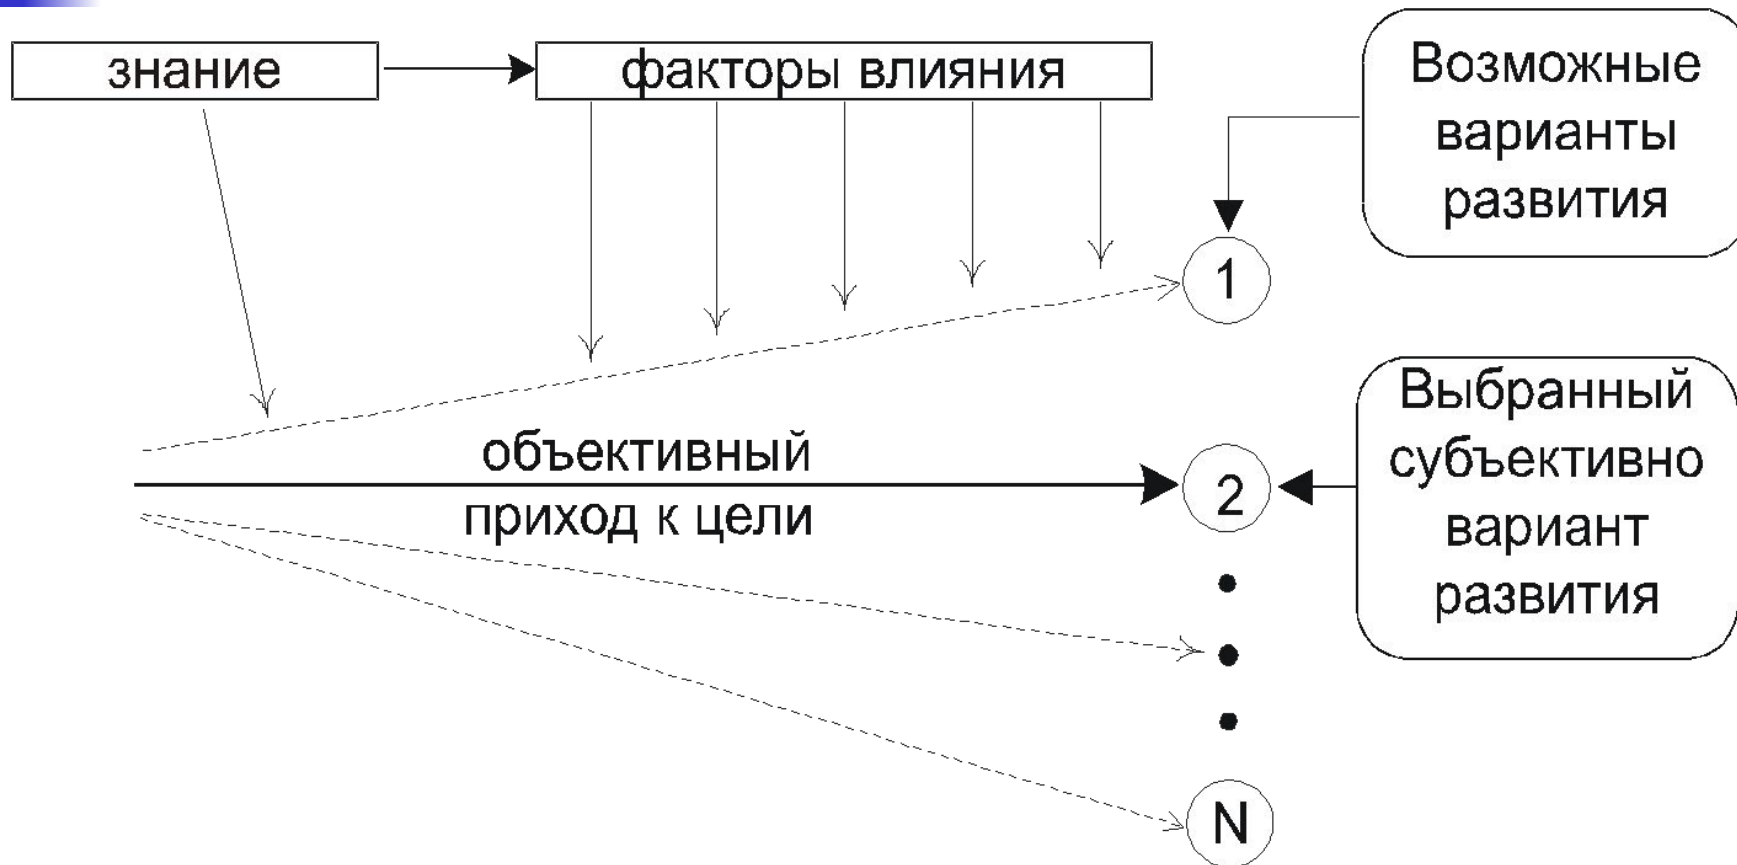 знание
факторы влияния
Возможные
варианты
развития
1
объективный
приход к цели
2
Выбранный
субъективно
вариант
развития
N